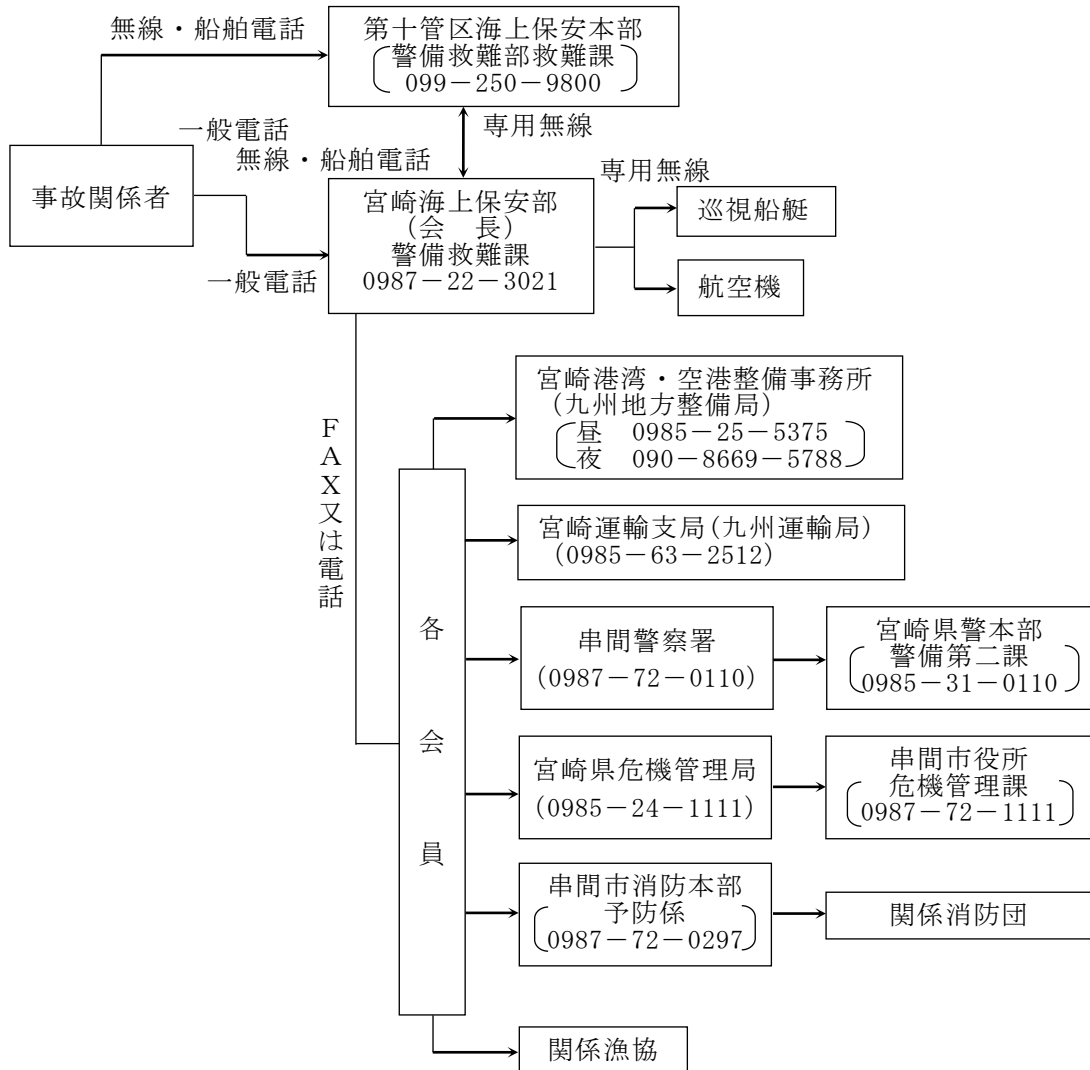 無線・船舶電話
第十管区海上保安本部
警備救難部救難課
099-250-9800
一般電話
無線・船舶電話
専用無線
専用無線
事故関係者
宮崎海上保安部
(会　長)
警備救難課
0987-22-3021
一般電話
巡視船艇
航空機
FAX又は電話
各会員
宮崎港湾・空港整備事務所
(九州地方整備局)
昼　0985-25-5375
夜　090-8669-5788
宮崎運輸支局(九州運輸局)
(0985-63-2512)
串間警察署
(0987-72-0110)
宮崎県警本部
警備第二課
0985-31-0110
宮崎県危機管理局
(0985-24-1111)
串間市役所
危機管理課
0987-72-1111
串間市消防本部
予防係
0987-72-0297
関係消防団
関係漁協